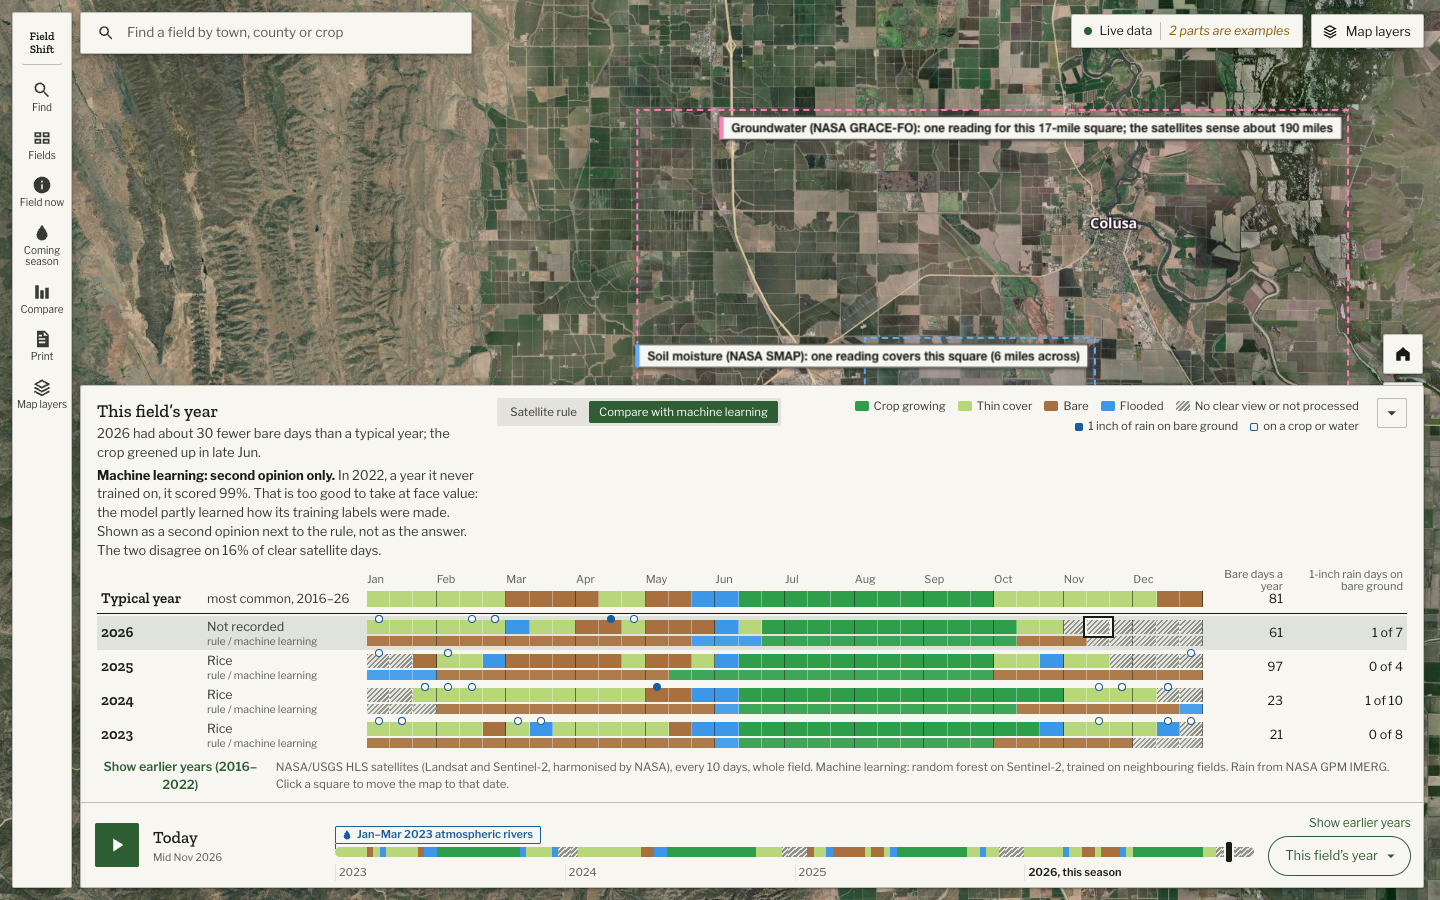 Field
Shift
Find a field by town, county or crop
Live data
2 parts are examples
Map layers
Find
Fields
Field now
Coming
season
Compare
Print
Map layers
Groundwater (NASA GRACE-FO): one reading for this 17-mile square; the satellites sense about 190 miles
Colusa
Soil moisture (NASA SMAP): one reading covers this square (6 miles across)
This field's year
2026 had about 30 fewer bare days than a typical year; the
crop greened up in late Jun.
Machine learning: second opinion only. In 2022, a year it never
trained on, it scored 99%. That is too good to take at face value:
the model partly learned how its training labels were made.
Shown as a second opinion next to the rule, not as the answer.
The two disagree on 16% of clear satellite days.
Satellite rule
Compare with machine learning
Crop growing Thin cover Bare Flooded No clear view or not processed
1 inch of rain on bare ground on a crop or water
Jan Feb Mar Apr May Jun Jul Aug Sep Oct Nov Dec
Bare days a
year
1-inch rain days on
bare ground
Typical year most common, 2016–26 81
2026 Not recorded
rule / machine learning
61 1 of 7
2025 Rice
rule / machine learning
97 0 of 4
2024 Rice
rule / machine learning
23 1 of 10
2023 Rice
rule / machine learning
21 0 of 8
Show earlier years (2016–
2022)
NASA/USGS HLS satellites (Landsat and Sentinel-2, harmonised by NASA), every 10 days, whole field. Machine learning: random forest on Sentinel-2, trained on neighbouring fields. Rain from NASA GPM IMERG.
Click a square to move the map to that date.
Today
Mid Nov 2026
Jan–Mar 2023 atmospheric rivers
2023 2024 2025 2026, this season
Show earlier years
This field's year